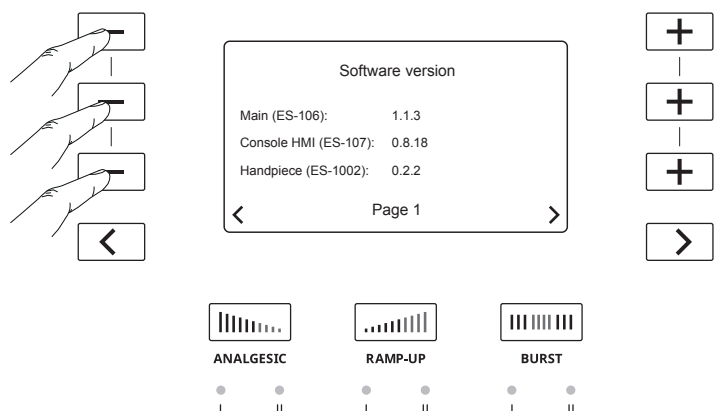 Software version
Main (ES-106): 1.1.3
Console HMI (ES-107): 0.8.18
Handpiece (ES-1002): 0.2.2
Page 1
ANALGESIC RAMP-UP BURST
I II I II I II